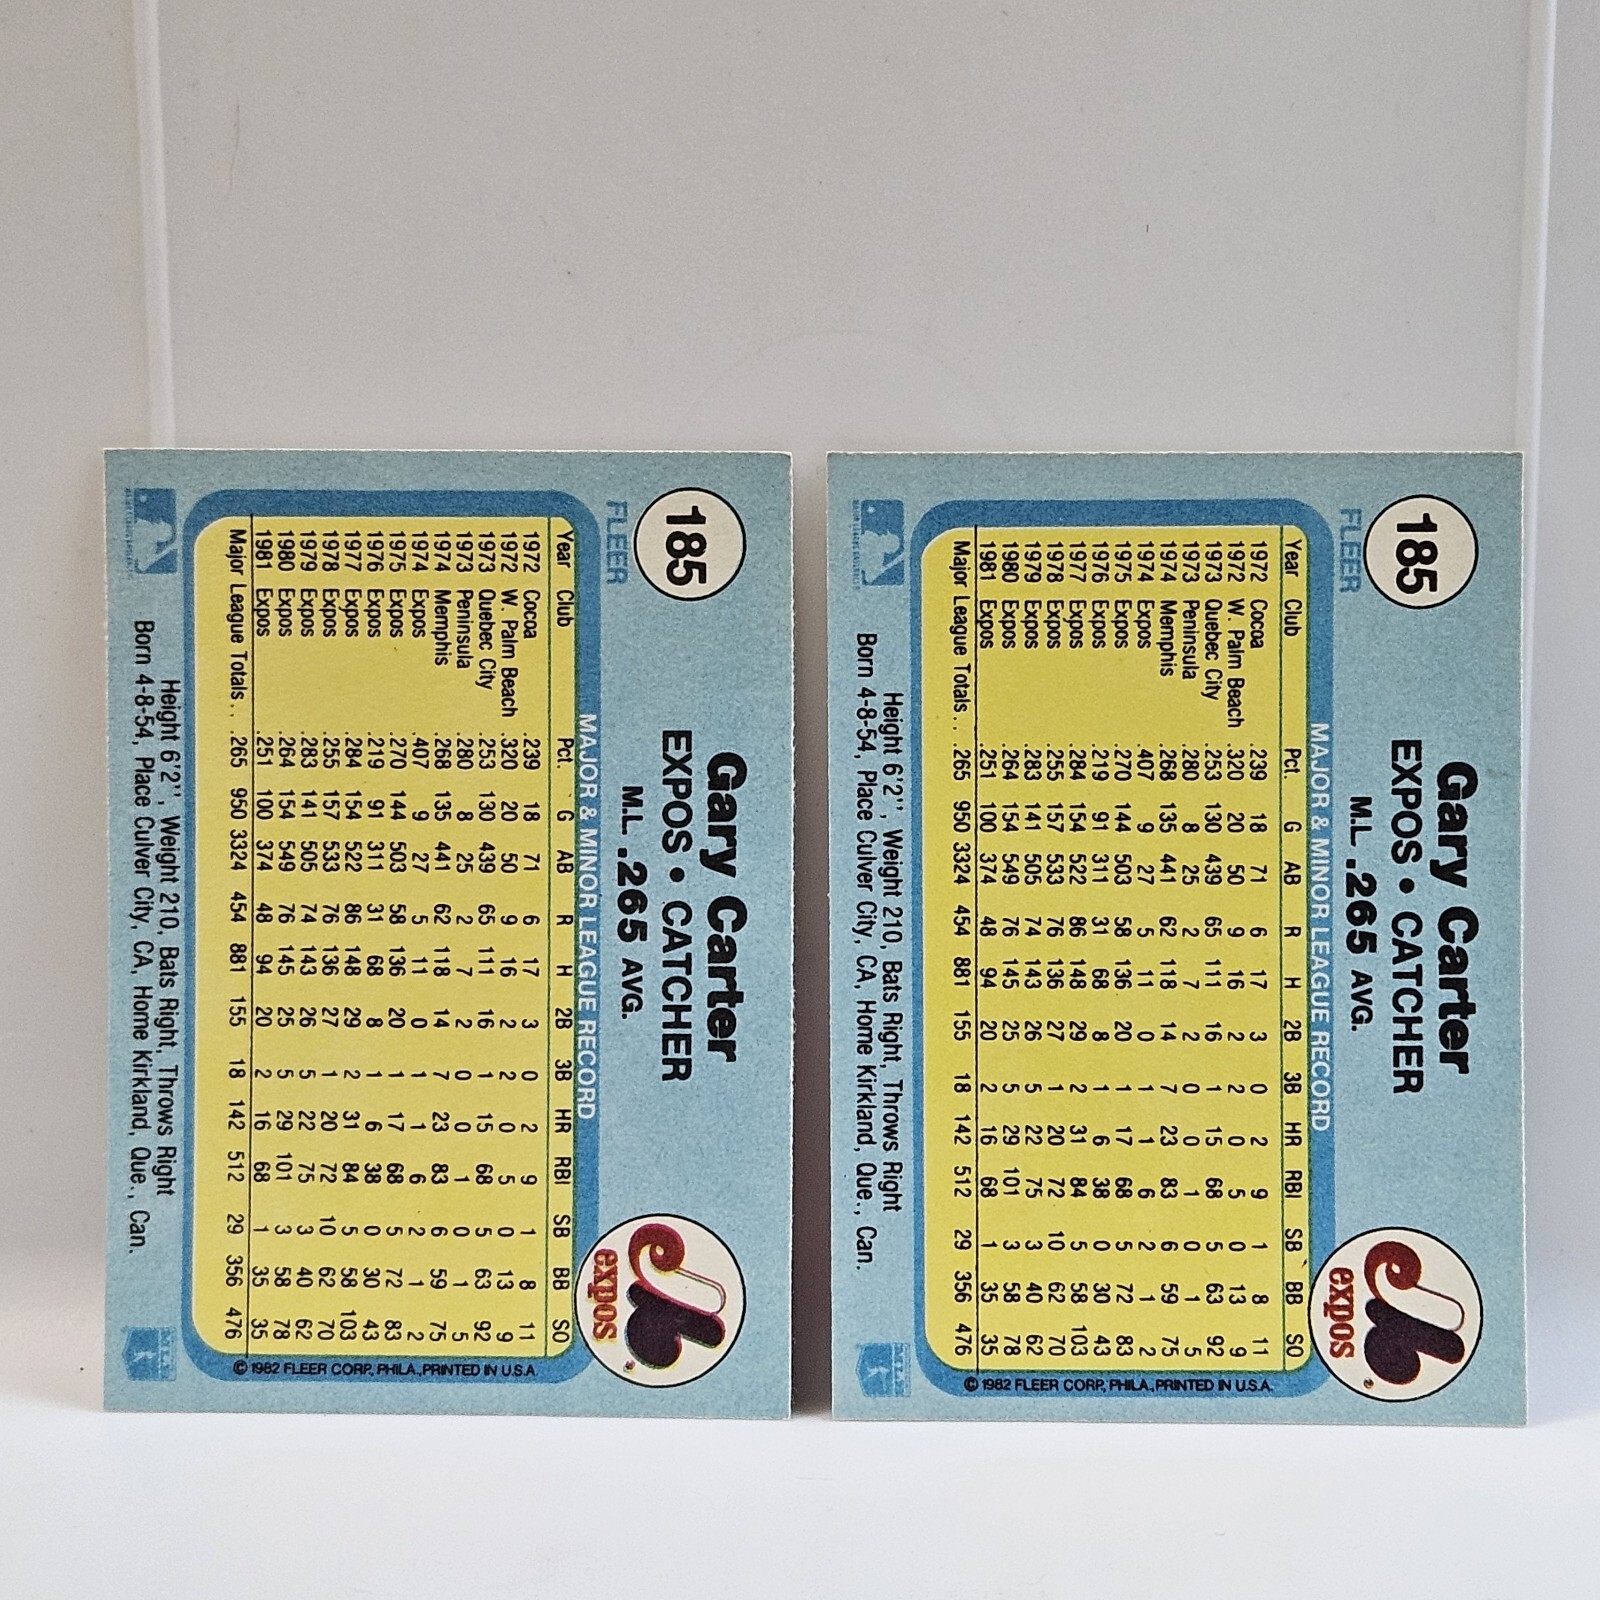 185
Gary Carter
EXPOS • CATCHER
M.L. .265 AVG.
expos
FLEER
MAJOR & MINOR LEAGUE RECORD
Year Club Pct. G AB R H 2B 3B HR RBI SB BB SO
1972 Cocoa .239 18 71 6 17 3 0 2 9 1 8 11
1972 W. Palm Beach .320 20 50 9 16 2 2 0 5 0 13 9
1973 Quebec City .253 130 439 65 111 16 1 15 68 5 63 92
1973 Peninsula .280 8 25 2 7 2 0 0 1 0 1 5
1974 Memphis .268 135 441 62 118 14 7 23 83 6 59 75
1974 Expos .407 9 27 5 11 0 1 1 6 2 1 2
1975 Expos .270 144 503 58 136 20 1 17 68 5 72 83
1976 Expos .219 91 311 31 68 8 1 6 38 0 30 43
1977 Expos .284 154 522 86 148 29 2 31 84 5 58 103
1978 Expos .255 157 533 76 136 27 1 20 72 10 62 70
1979 Expos .283 141 505 74 143 26 5 22 75 3 40 62
1980 Expos .264 154 549 76 145 25 5 29 101 3 58 78
1981 Expos .251 100 374 48 94 20 2 16 68 1 35 35
Major League Totals . . .265 950 3324 454 881 155 18 142 512 29 356 476
© 1982 FLEER CORP., PHILA., PRINTED IN U.S.A.
Height 6'2'', Weight 210, Bats Right, Throws Right
Born 4-8-54, Place Culver City, CA, Home Kirkland, Que., Can.
185
Gary Carter
EXPOS • CATCHER
M.L. .265 AVG.
expos
FLEER
MAJOR & MINOR LEAGUE RECORD
Year Club Pct. G AB R H 2B 3B HR RBI SB BB SO
1972 Cocoa .239 18 71 6 17 3 0 2 9 1 8 11
1972 W. Palm Beach .320 20 50 9 16 2 2 0 5 0 13 9
1973 Quebec City .253 130 439 65 111 16 1 15 68 5 63 92
1973 Peninsula .280 8 25 2 7 2 0 0 1 0 1 5
1974 Memphis .268 135 441 62 118 14 7 23 83 6 59 75
1974 Expos .407 9 27 5 11 0 1 1 6 2 1 2
1975 Expos .270 144 503 58 136 20 1 17 68 5 72 83
1976 Expos .219 91 311 31 68 8 1 6 38 0 30 43
1977 Expos .284 154 522 86 148 29 2 31 84 5 58 103
1978 Expos .255 157 533 76 136 27 1 20 72 10 62 70
1979 Expos .283 141 505 74 143 26 5 22 75 3 40 62
1980 Expos .264 154 549 76 145 25 5 29 101 3 58 78
1981 Expos .251 100 374 48 94 20 2 16 68 1 35 35
Major League Totals . . .265 950 3324 454 881 155 18 142 512 29 356 476
© 1982 FLEER CORP., PHILA., PRINTED IN U.S.A.
Height 6'2'', Weight 210, Bats Right, Throws Right
Born 4-8-54, Place Culver City, CA, Home Kirkland, Que., Can.